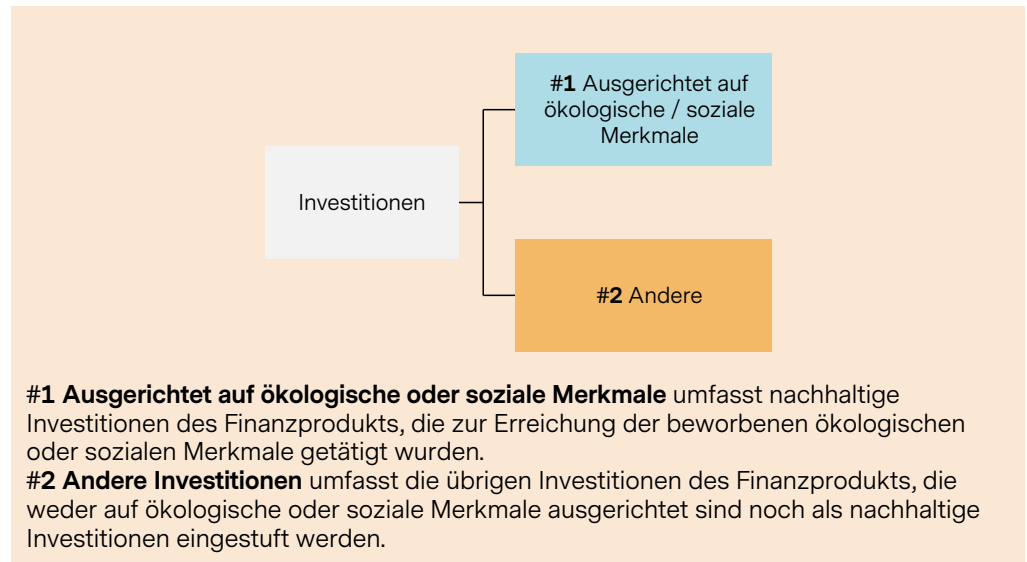 #1 Ausgerichtet auf
ökologische / soziale
Merkmale
Investitionen
#2 Andere
#1 Ausgerichtet auf ökologische oder soziale Merkmale umfasst nachhaltige
Investitionen des Finanzprodukts, die zur Erreichung der beworbenen ökologischen
oder sozialen Merkmale getätigt wurden.
#2 Andere Investitionen umfasst die übrigen Investitionen des Finanzprodukts, die
weder auf ökologische oder soziale Merkmale ausgerichtet sind noch als nachhaltige
Investitionen eingestuft werden.